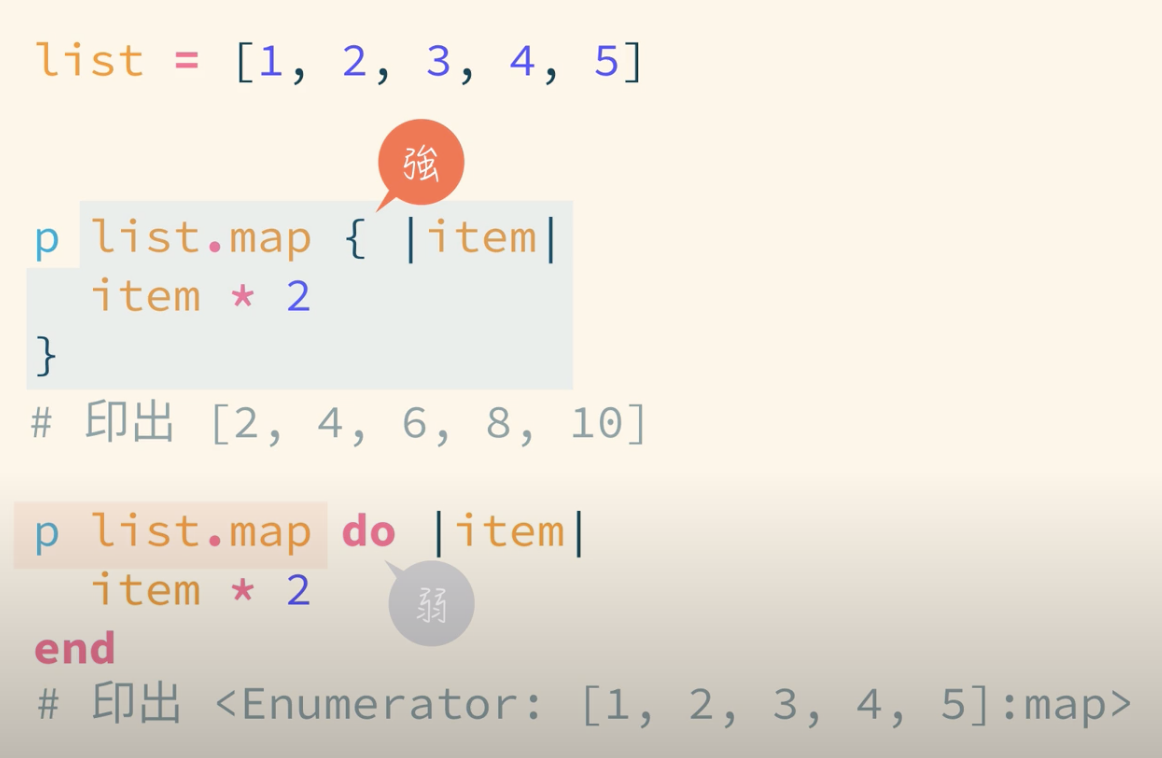 list = [1, 2, 3, 4, 5]
強
p list.map { |item|
  item * 2
}
# 印出 [2, 4, 6, 8, 10]
p list.map do |item|
  item * 2
弱
end
# 印出 <Enumerator: [1, 2, 3, 4, 5]:map>